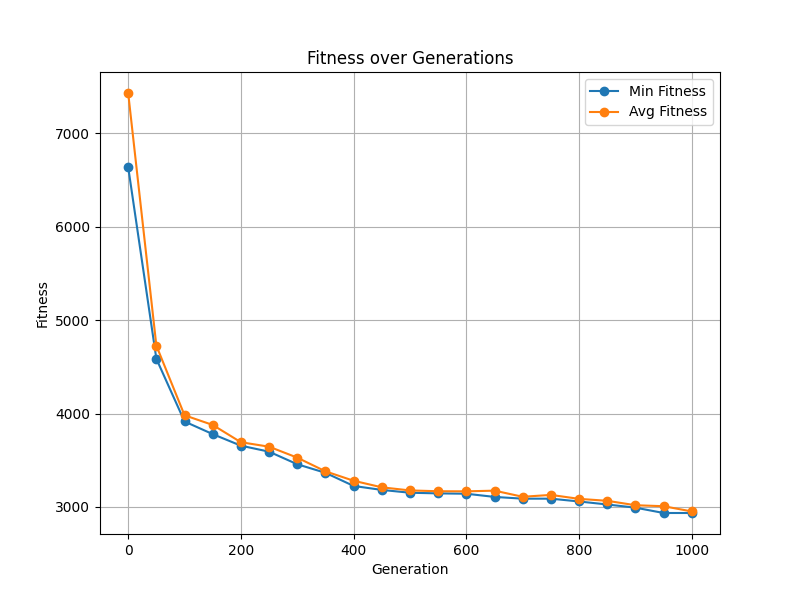 Fitness over Generations
Min Fitness
Avg Fitness
7000
6000
5000
4000
3000
Fitness
0 200 400 600 800 1000
Generation